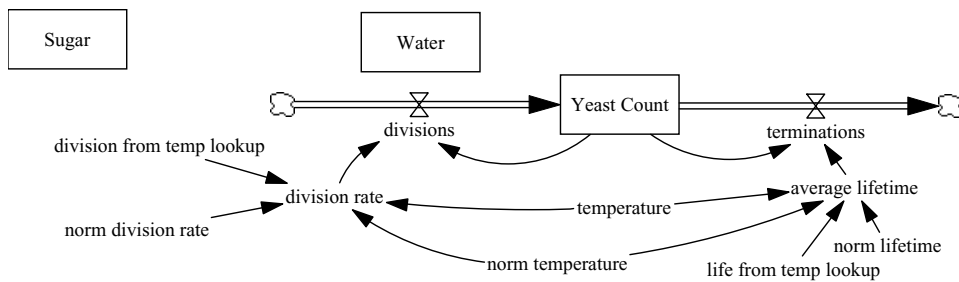 Sugar
Water
Yeast Count
divisions
terminations
division from temp lookup
division rate
average lifetime
temperature
norm division rate
norm temperature
norm lifetime
life from temp lookup